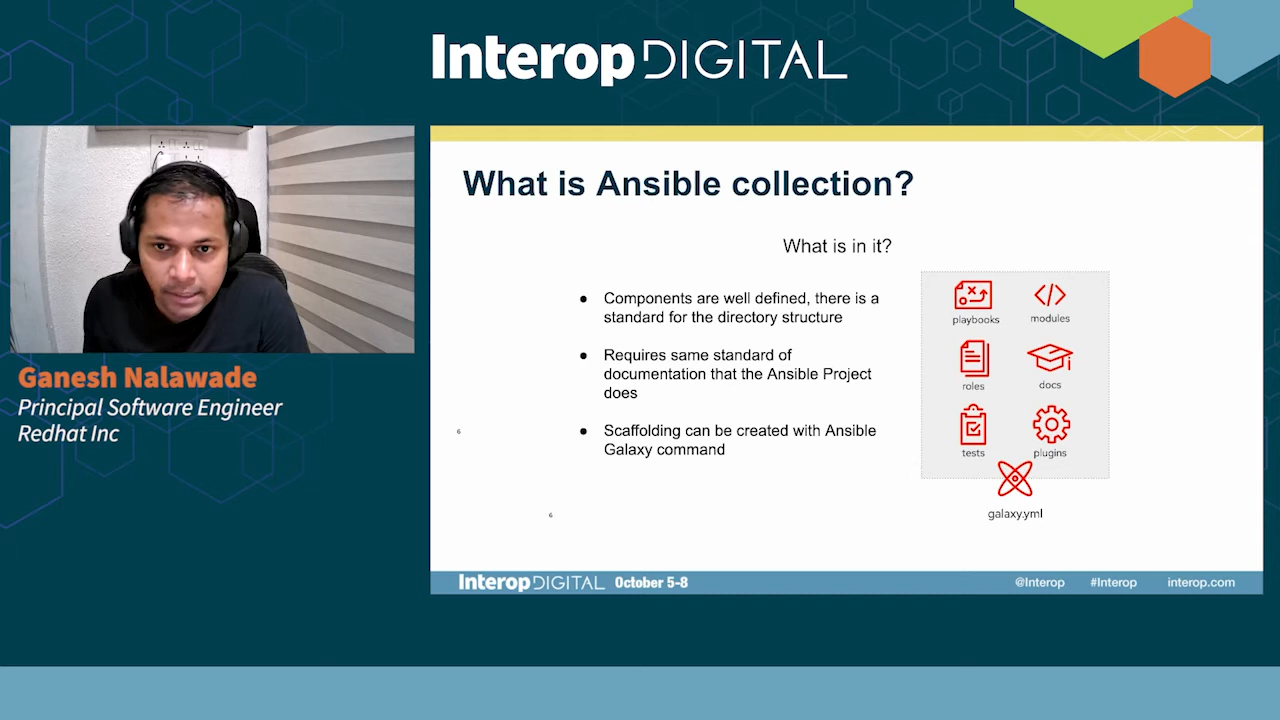 Interop DIGITAL
Ganesh Nalawade
Principal Software Engineer
Redhat Inc
What is Ansible collection?
What is in it?
● Components are well defined, there is a
standard for the directory structure
● Requires same standard of
documentation that the Ansible Project
does
● Scaffolding can be created with Ansible
Galaxy command
playbooks
modules
roles
docs
tests
plugins
galaxy.yml
6
6
Interop DIGITAL October 5-8
@Interop #Interop interop.com